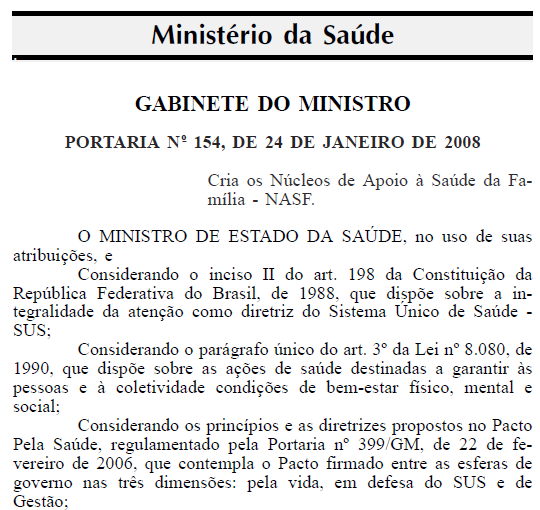 Ministério da Saúde
GABINETE DO MINISTRO
PORTARIA Nº 154, DE 24 DE JANEIRO DE 2008
Cria os Núcleos de Apoio à Saúde da Fa-
mília - NASF.
O MINISTRO DE ESTADO DA SAÚDE, no uso de suas
atribuições, e
Considerando o inciso II do art. 198 da Constituição da
República Federativa do Brasil, de 1988, que dispõe sobre a in-
tegralidade da atenção como diretriz do Sistema Único de Saúde -
SUS;
Considerando o parágrafo único do art. 3º da Lei nº 8.080, de
1990, que dispõe sobre as ações de saúde destinadas a garantir às
pessoas e à coletividade condições de bem-estar físico, mental e
social;
Considerando os princípios e as diretrizes propostos no Pacto
Pela Saúde, regulamentado pela Portaria nº 399/GM, de 22 de fe-
vereiro de 2006, que contempla o Pacto firmado entre as esferas de
governo nas três dimensões: pela vida, em defesa do SUS e de
Gestão;